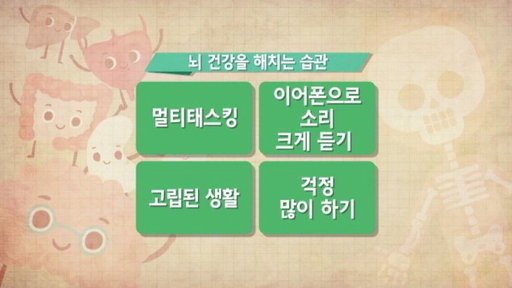 뇌 건강을 해치는 습관
멀티태스킹
이어폰으로
소리
크게 듣기
고립된 생활
걱정
많이 하기